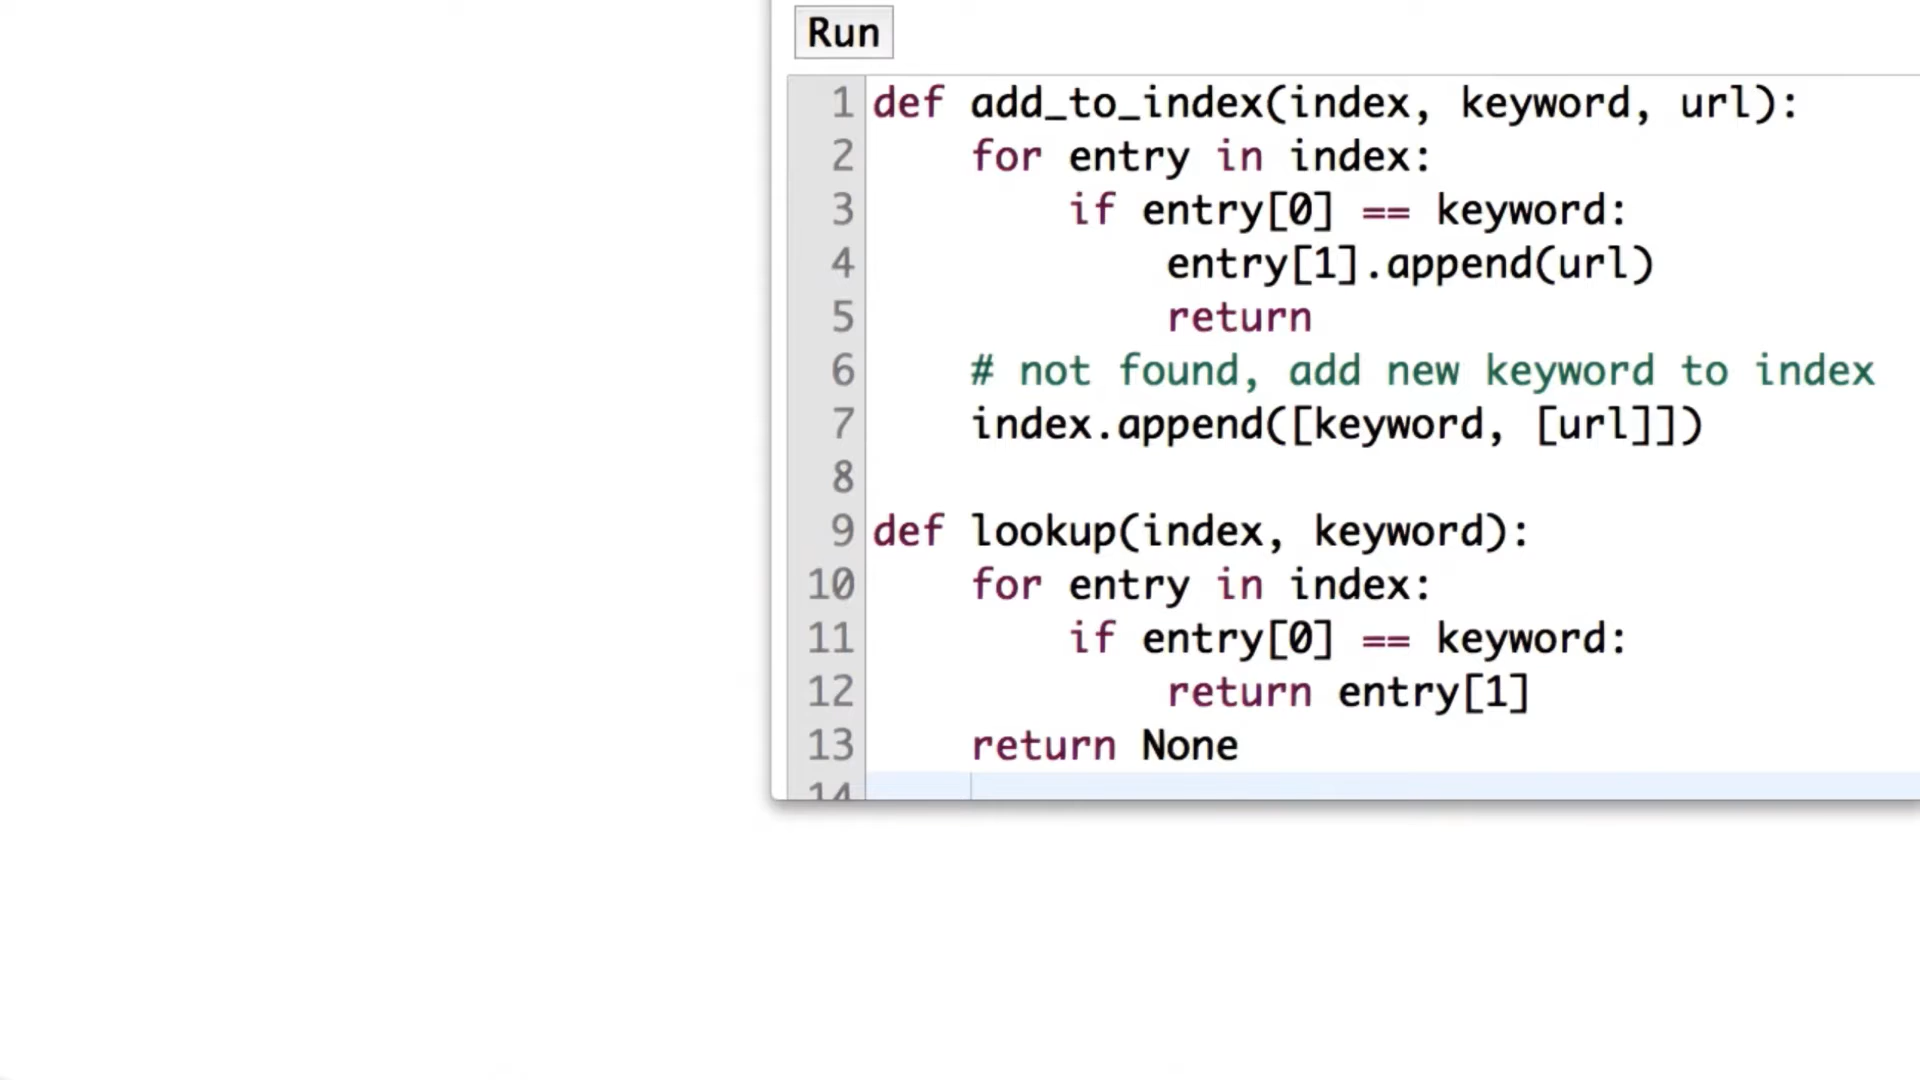 Run
1 def add_to_index(index, keyword, url):
2     for entry in index:
3         if entry[0] == keyword:
4             entry[1].append(url)
5             return
6     # not found, add new keyword to index
7     index.append([keyword, [url]])
8
9 def lookup(index, keyword):
10     for entry in index:
11         if entry[0] == keyword:
12             return entry[1]
13     return None
14